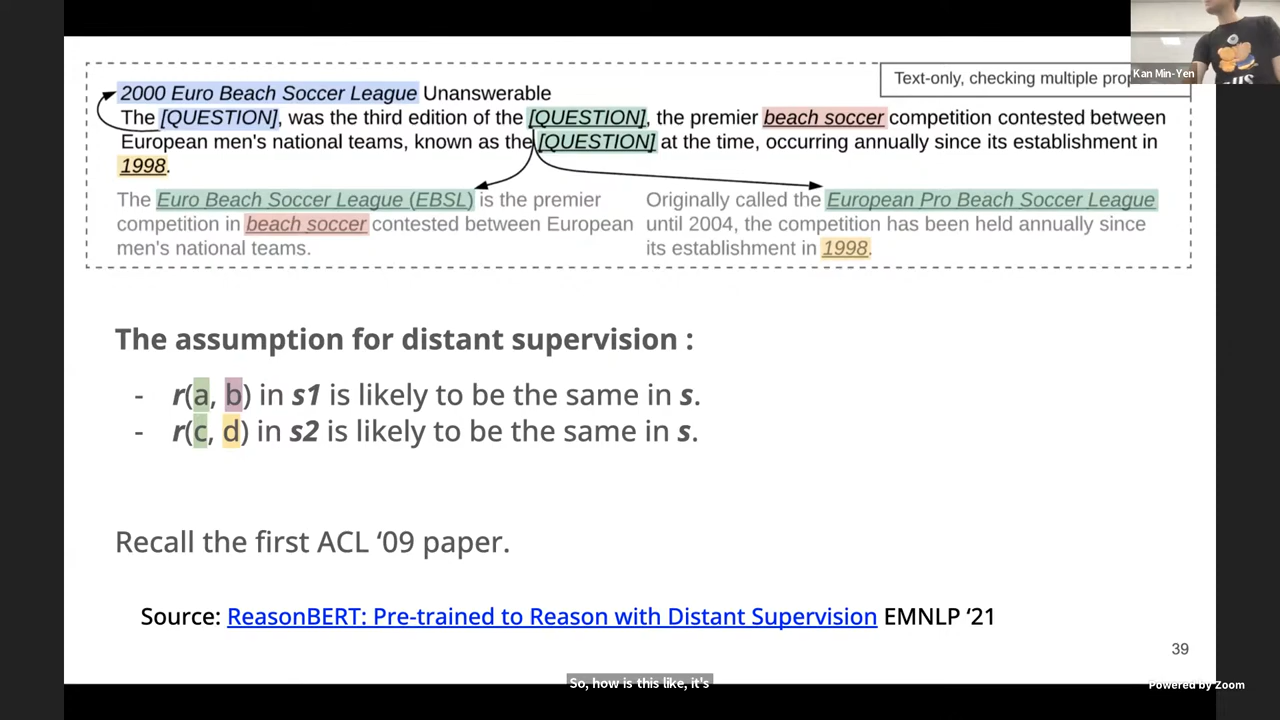 Kan Min-Yen
Text-only, checking multiple prop
2000 Euro Beach Soccer League Unanswerable
The [QUESTION], was the third edition of the [QUESTION], the premier beach soccer competition contested between
European men's national teams, known as the [QUESTION] at the time, occurring annually since its establishment in
1998.
The Euro Beach Soccer League (EBSL) is the premier
competition in beach soccer contested between European
men's national teams.
Originally called the European Pro Beach Soccer League
until 2004, the competition has been held annually since
its establishment in 1998.
The assumption for distant supervision :
- r(a, b) in s1 is likely to be the same in s.
- r(c, d) in s2 is likely to be the same in s.
Recall the first ACL ‘09 paper.
Source: ReasonBERT: Pre-trained to Reason with Distant Supervision EMNLP ‘21
39
So, how is this like, it's
Powered by Zoom